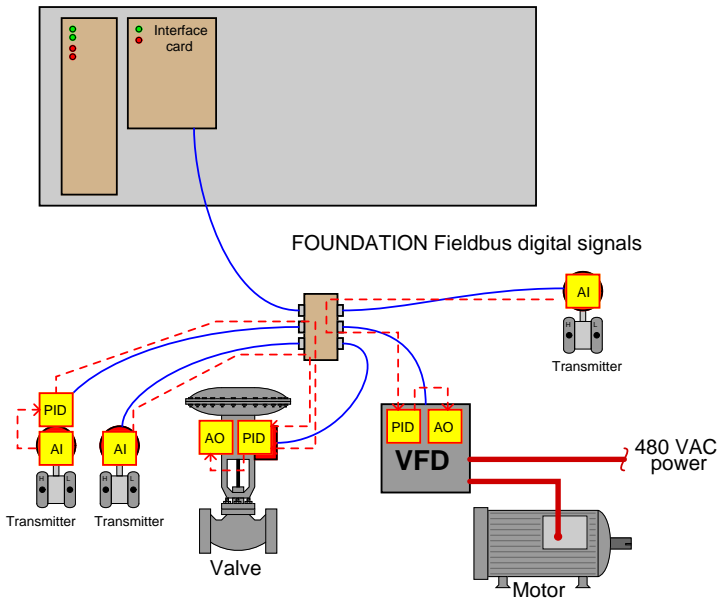 Interface
card
FOUNDATION Fieldbus digital signals
AI
H
L
Transmitter
PID
AI
AI
AO
PID
PID
AO
VFD
480 VAC
power
H
L
H
L
Transmitter
Transmitter
Valve
Motor